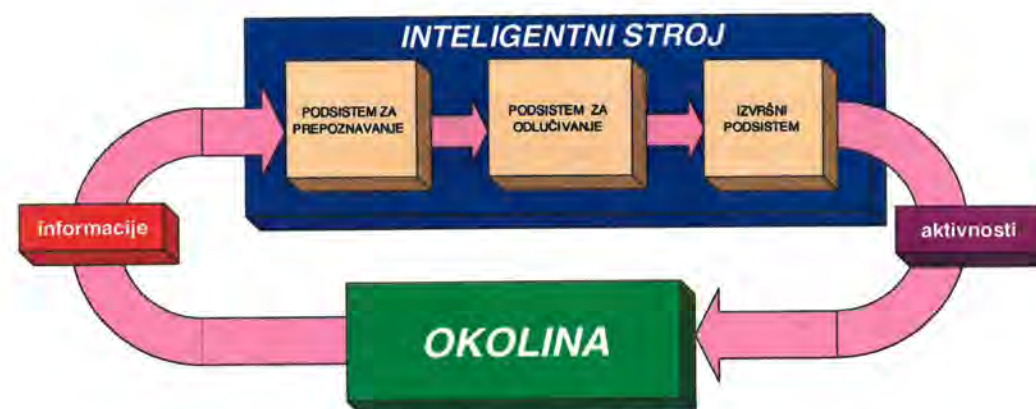 INTELIGENTNI STROJ
PODSISTEM ZA
PREPOZNAVANJE
PODSISTEM ZA
ODLUČIVANJE
IZVRŠNI
PODSISTEM
informacije
aktivnosti
OKOLINA